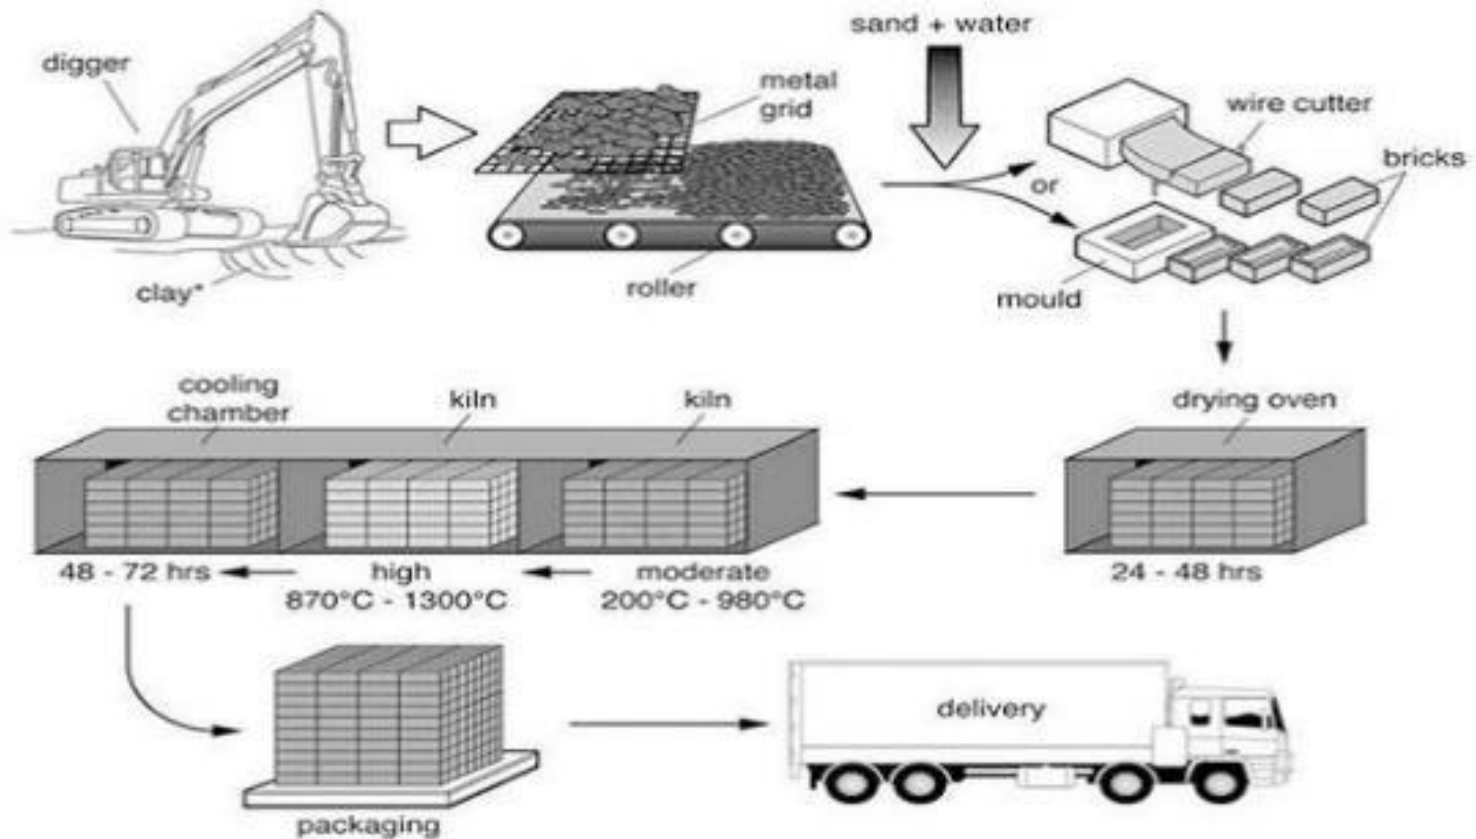 digger
clay*
metal
grid
roller
sand + water
or
wire cutter
bricks
mould
drying oven
24 - 48 hrs
kiln
moderate
200°C - 980°C
kiln
high
870°C - 1300°C
cooling
chamber
48 - 72 hrs
packaging
delivery